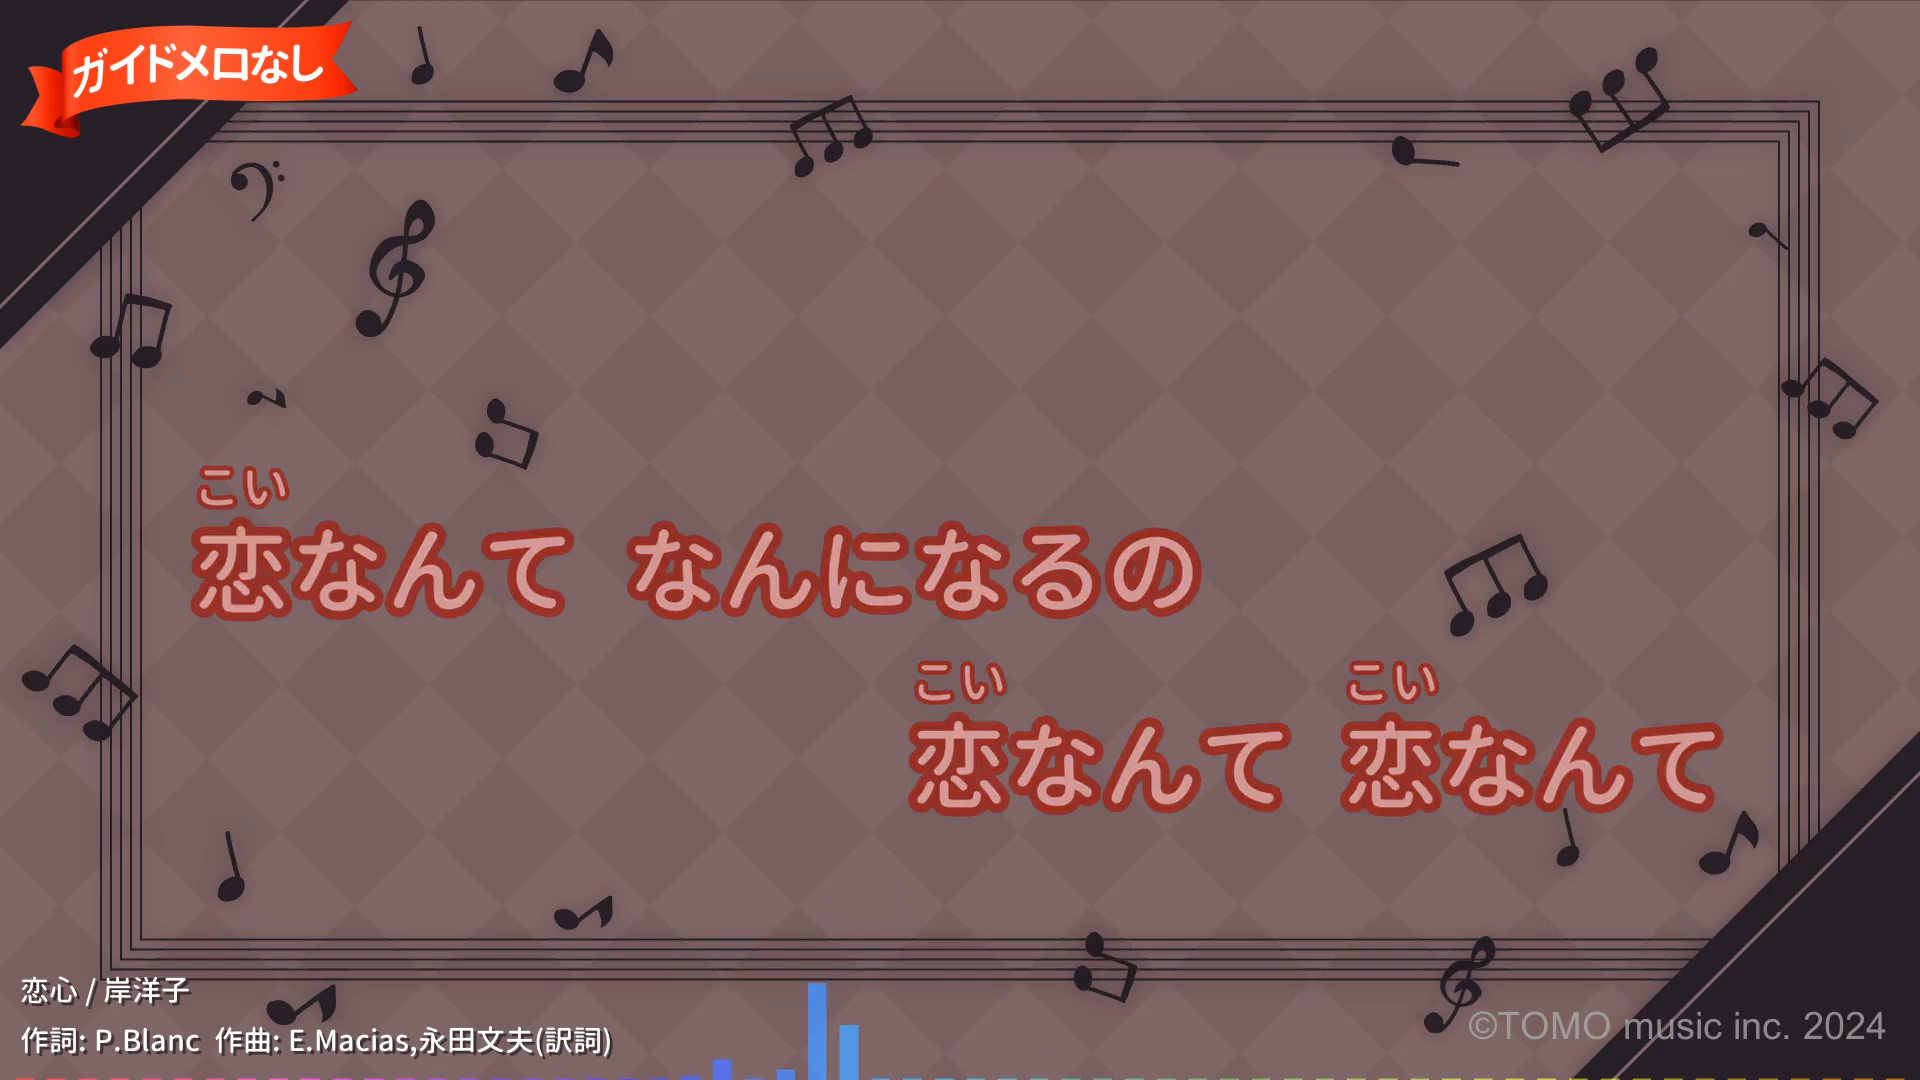 ガイドメロなし
こい
恋なんて なんになるの
こい こい
恋なんて 恋なんて
恋心 / 岸洋子
作詞: P.Blanc 作曲: E.Macias,永田文夫(訳詞)
©TOMO music inc. 2024